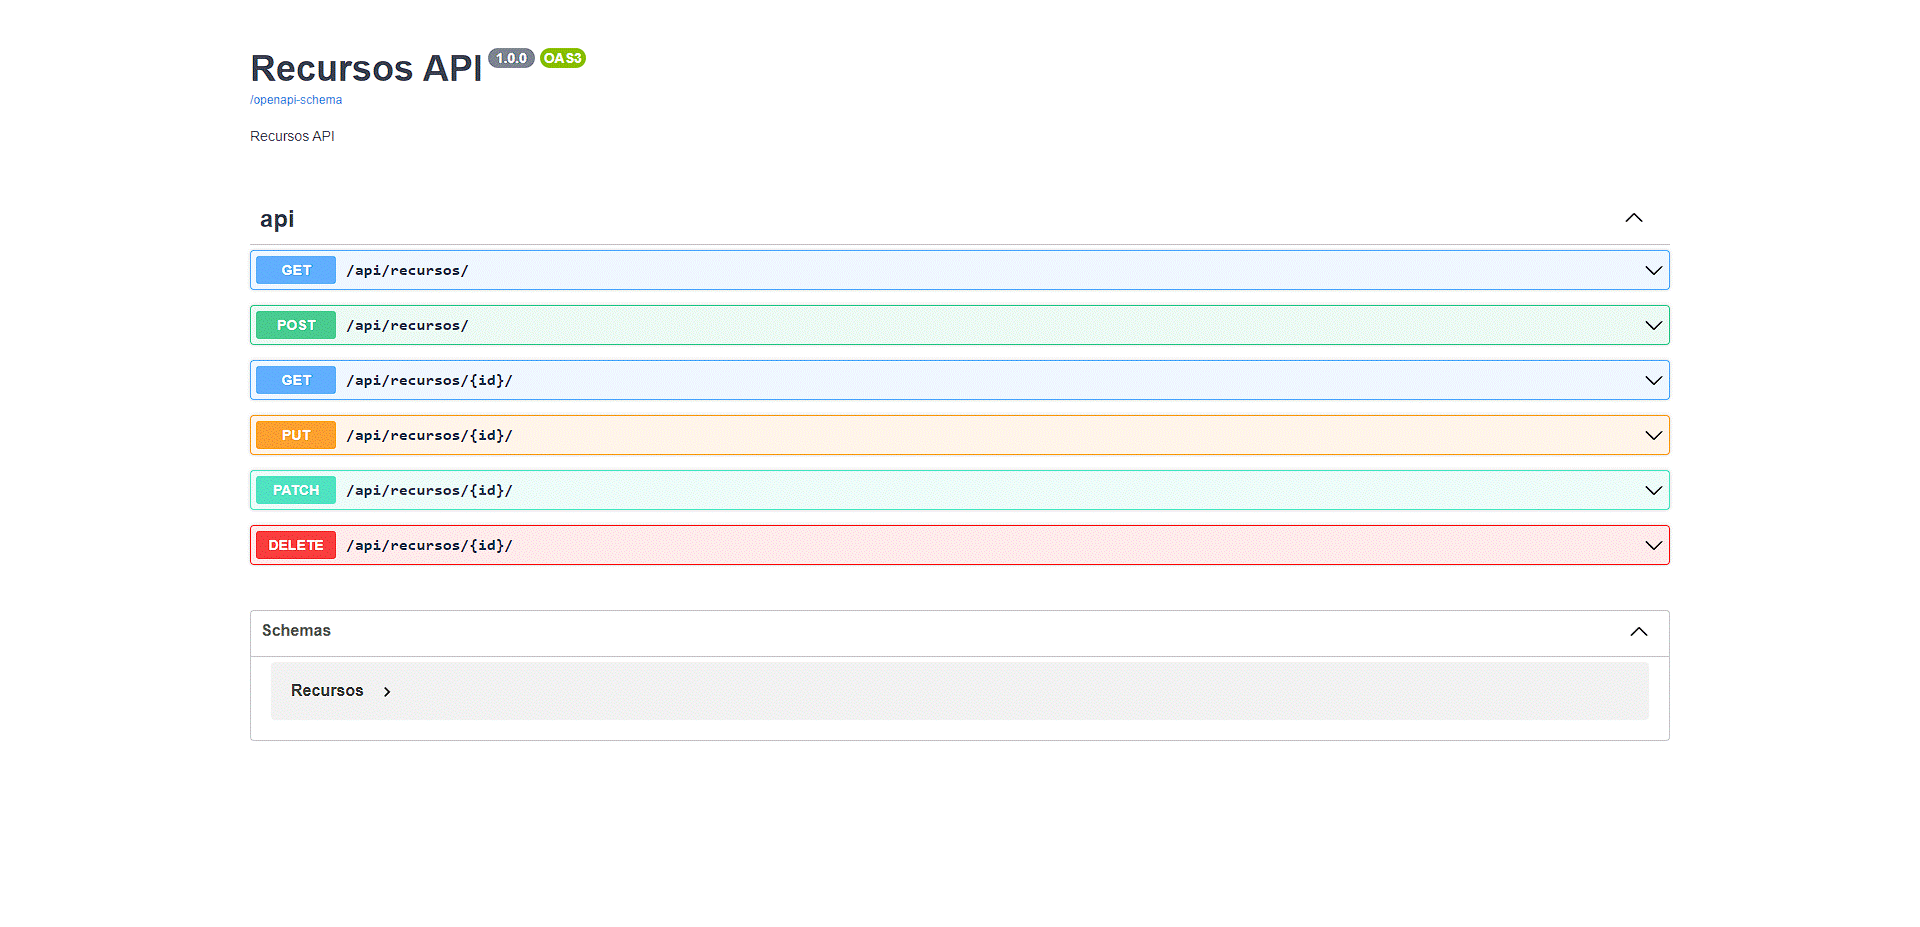 Recursos API 1.0.0 OAS3
/openapi-schema
Recursos API
api
GET /api/recursos/
POST /api/recursos/
GET /api/recursos/{id}/
PUT /api/recursos/{id}/
PATCH /api/recursos/{id}/
DELETE /api/recursos/{id}/
Schemas
Recursos